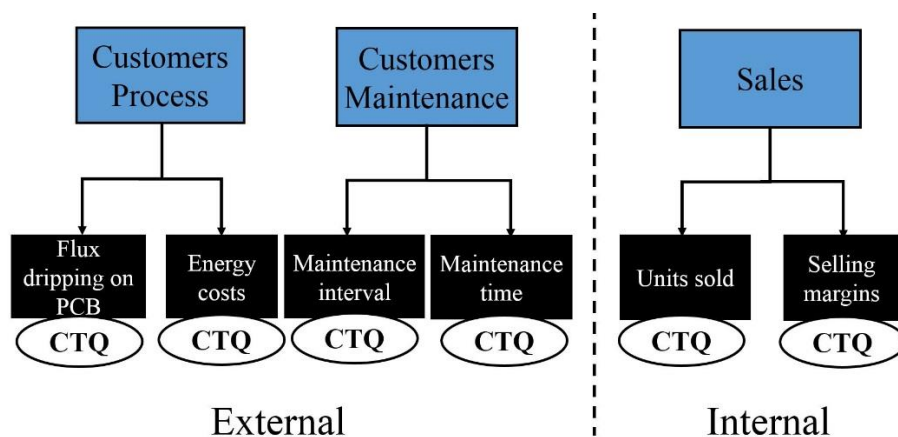 Customers
Process
Customers
Maintenance
Sales
Flux
dripping on
PCB
Energy
costs
Maintenance
interval
Maintenance
time
Units sold
Selling
margins
CTQ
CTQ
CTQ
CTQ
CTQ
CTQ
External
Internal